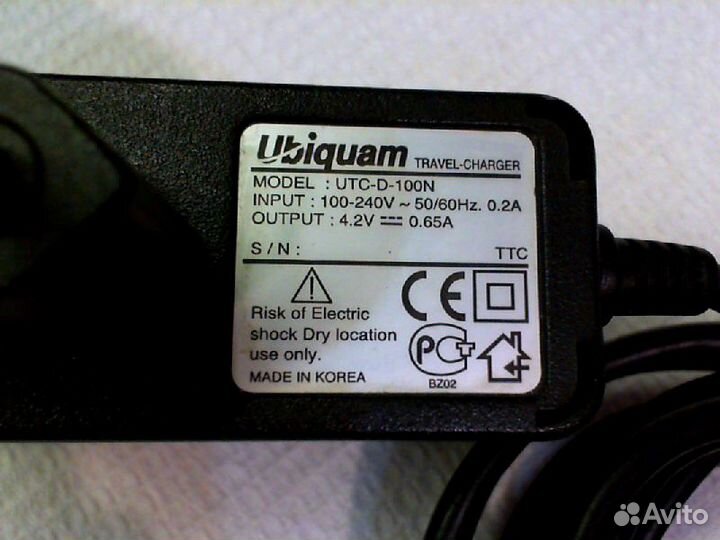 Ubiquam TRAVEL-CHARGER
MODEL : UTC-D-100N
INPUT : 100-240V ~ 50/60Hz. 0.2A
OUTPUT : 4.2V ⎓ 0.65A
S / N : TTC
CE
Risk of Electric
shock Dry location
use only.
PCT
MADE IN KOREA BZ02
Avito